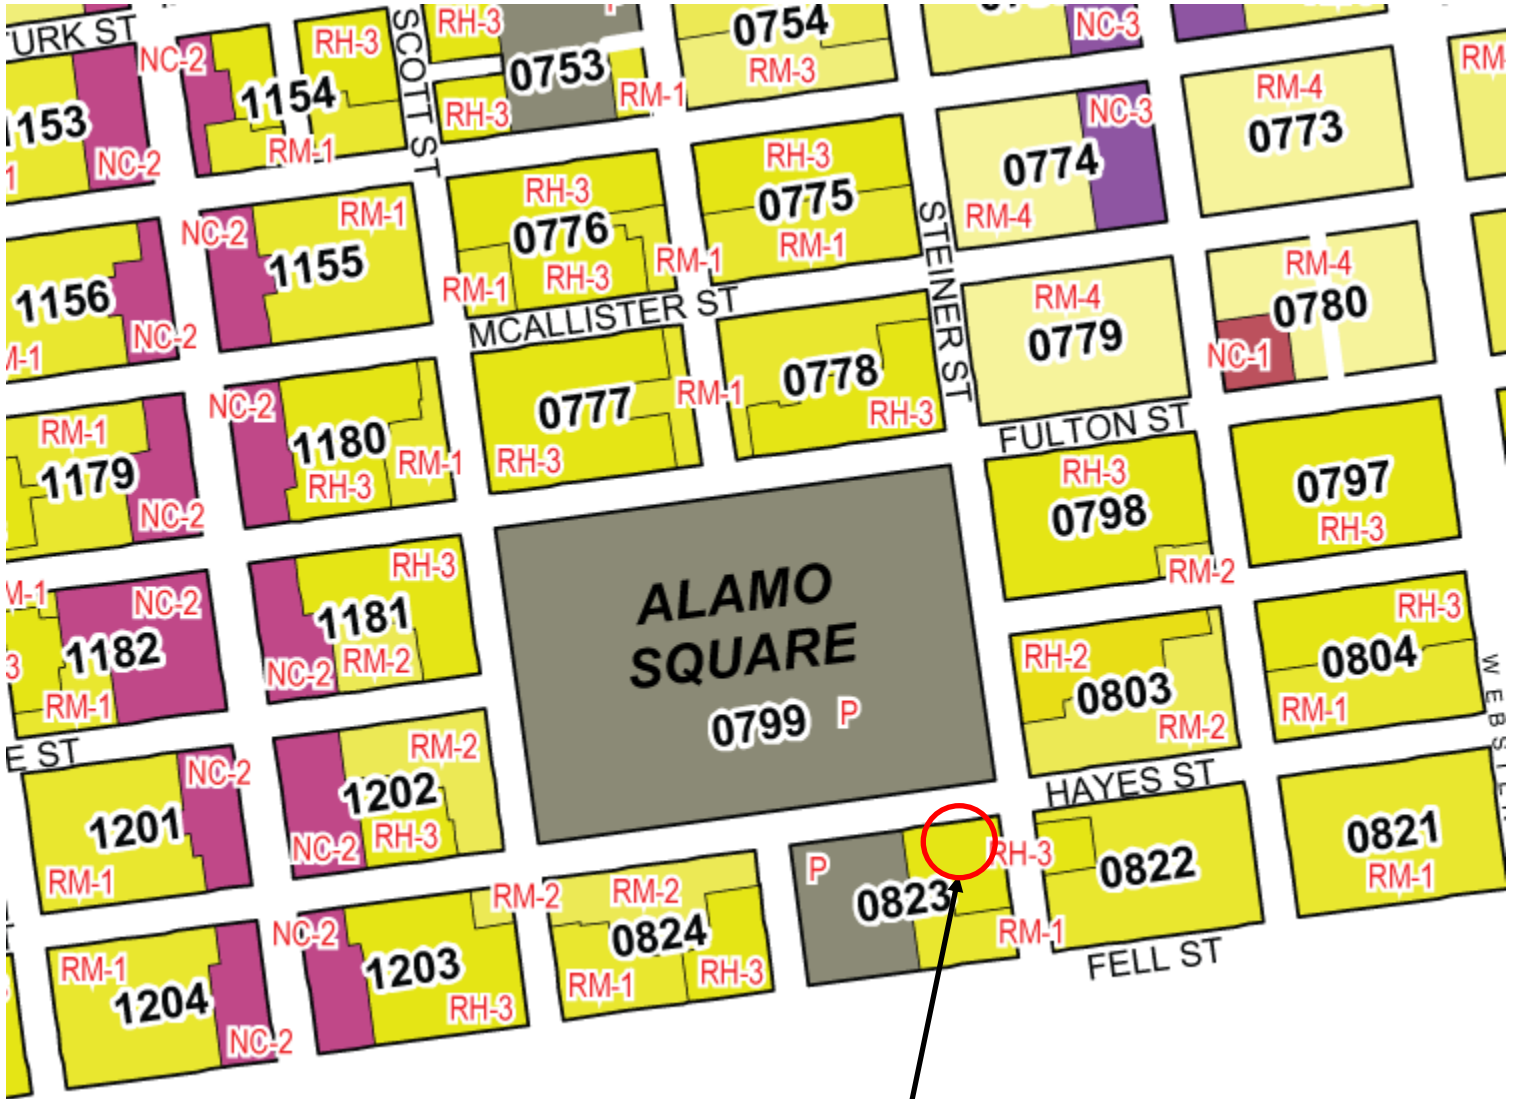 TURK ST
NC-2
RH-3
SCOTT ST
RH-3
0753
RH-3
RM-1
0754
RM-3
NC-3
RM-4
0773
1153
NC-2
1154
RM-1
NC-3
0774
RM-4
RH-3
0775
RM-1
STEINER ST
RH-3
0776
RM-1
RH-3
RM-1
NC-2
RM-1
1155
1156
NC-2
MCALLISTER ST
RM-4
0779
RM-4
0780
NC-1
0777
RH-3
RM-1
0778
RH-3
FULTON ST
NC-2
1180
RH-3
RM-1
RM-1
1179
NC-2
RH-3
0798
RM-2
0797
RH-3
ALAMO
SQUARE
0799 P
RH-3
1181
NC-2
RM-2
NC-2
1182
RM-1
RH-2
0803
RM-2
RH-3
0804
RM-1
WEBSTER
HAYES ST
E ST
NC-2
1201
RM-1
RM-2
1202
NC-2
RH-3
P
0823
RH-3
RM-1
0822
0821
RM-1
FELL ST
RM-2
0824
RM-1
RH-3
RM-2
NC-2
1203
RH-3
RM-1
1204
NC-2